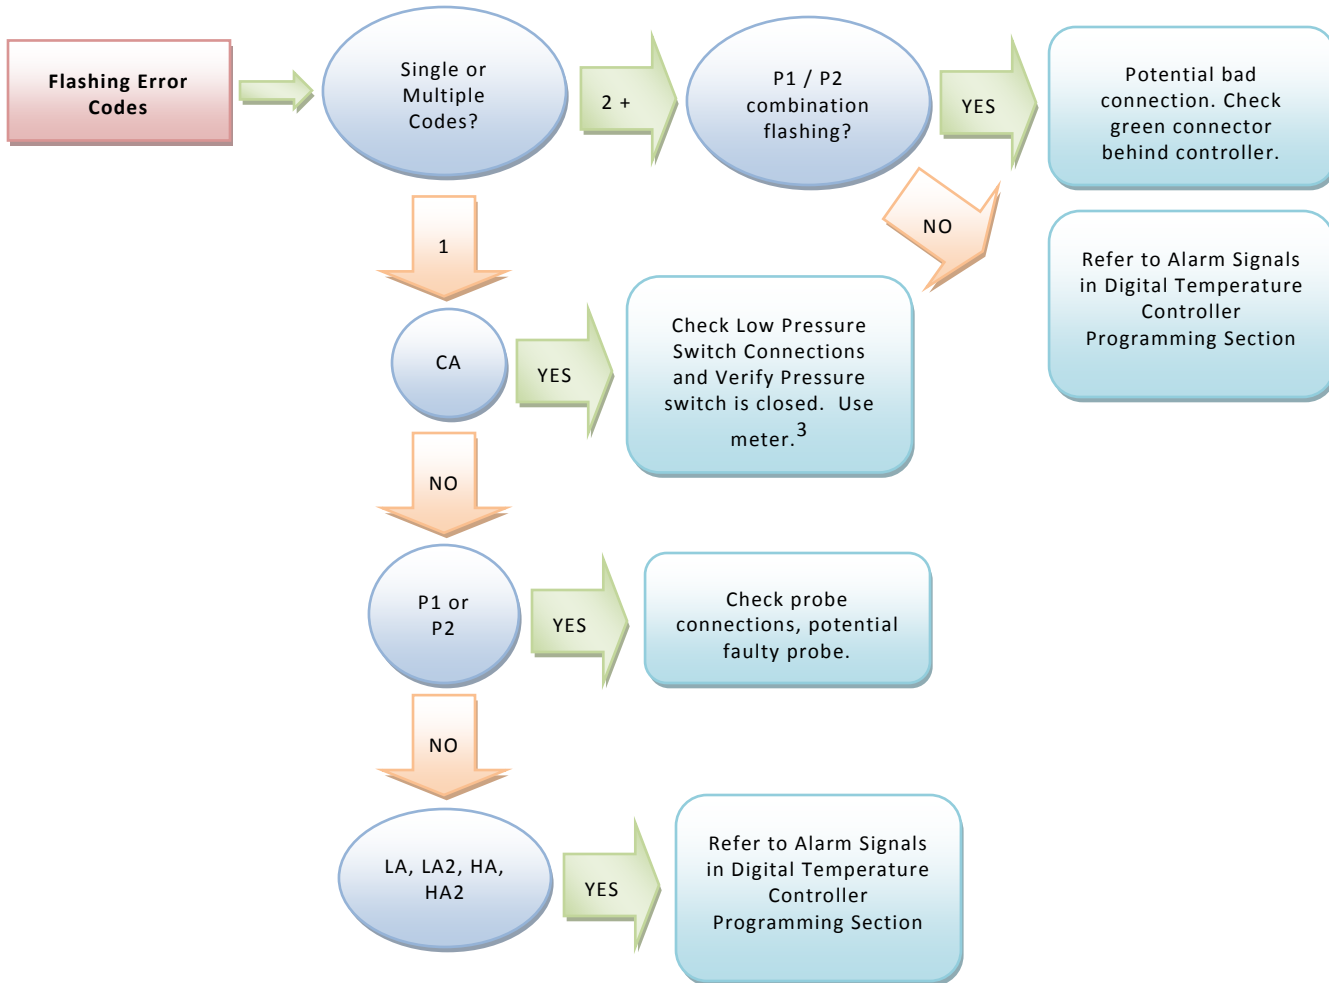 Flashing Error
Codes
Single or
Multiple
Codes?
2 +
P1 / P2
combination
flashing?
YES
Potential bad
connection. Check
green connector
behind controller.
NO
Refer to Alarm Signals
in Digital Temperature
Controller
Programming Section
1
CA
YES
Check Low Pressure
Switch Connections
and Verify Pressure
switch is closed. Use
meter.3
NO
P1 or
P2
YES
Check probe
connections, potential
faulty probe.
NO
LA, LA2, HA,
HA2
YES
Refer to Alarm Signals
in Digital Temperature
Controller
Programming Section